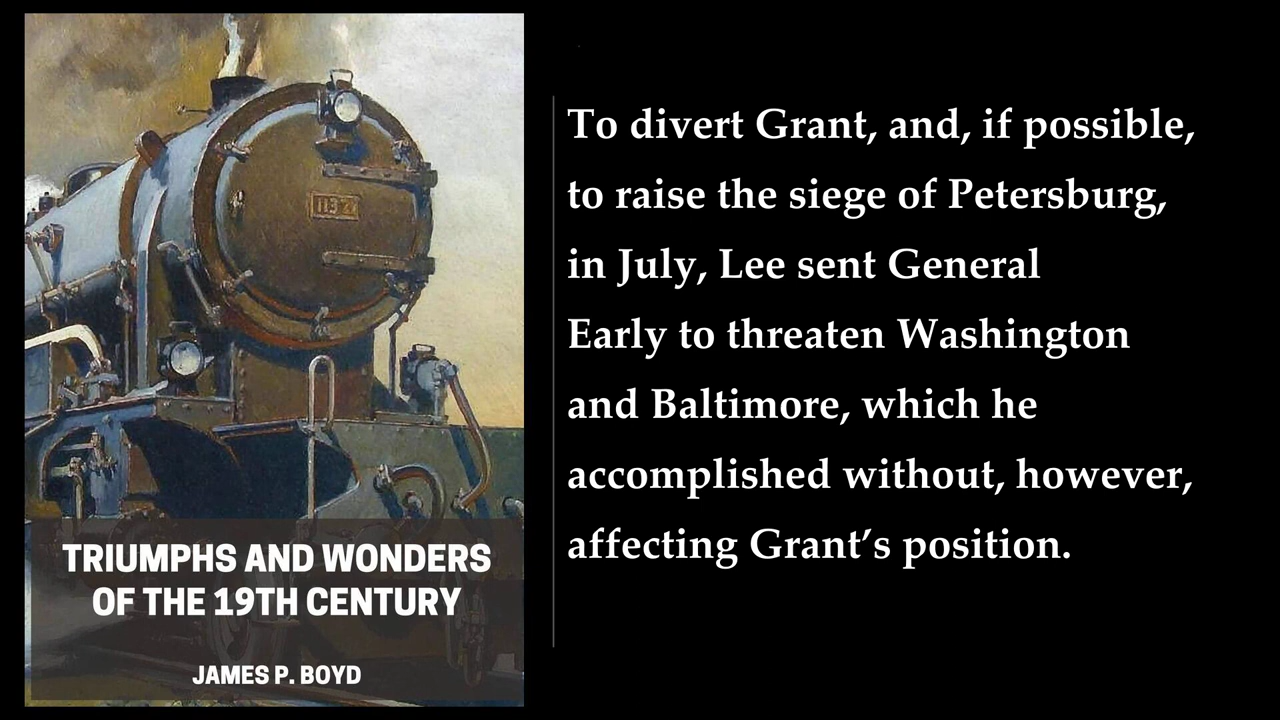 1132
TRIUMPHS AND WONDERS
OF THE 19TH CENTURY
JAMES P. BOYD
To divert Grant, and, if possible,
to raise the siege of Petersburg,
in July, Lee sent General
Early to threaten Washington
and Baltimore, which he
accomplished without, however,
affecting Grant’s position.